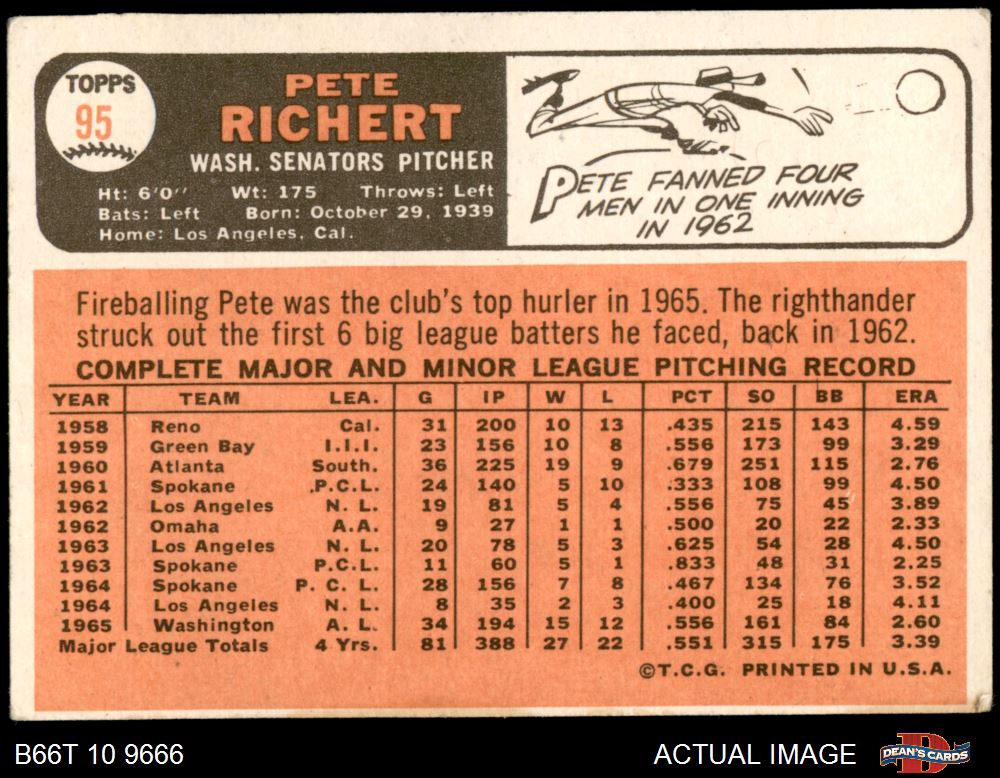 TOPPS
95
PETE
RICHERT
WASH. SENATORS PITCHER
Ht: 6'0" Wt: 175 Throws: Left
Bats: Left Born: October 29, 1939
Home: Los Angeles, Cal.
PETE FANNED FOUR
MEN IN ONE INNING
IN 1962
Fireballing Pete was the club's top hurler in 1965. The righthander
struck out the first 6 big league batters he faced, back in 1962.
COMPLETE MAJOR AND MINOR LEAGUE PITCHING RECORD
YEAR TEAM LEA. G IP W L PCT SO BB ERA
1958 Reno Cal. 31 200 10 13 .435 215 143 4.59
1959 Green Bay I.I.I. 23 156 10 8 .556 173 99 3.29
1960 Atlanta South. 36 225 19 9 .679 251 115 2.76
1961 Spokane P.C.L. 24 140 5 10 .333 108 99 4.50
1962 Los Angeles N. L. 19 81 5 4 .556 75 45 3.89
1962 Omaha A.A. 9 27 1 1 .500 20 22 2.33
1963 Los Angeles N. L. 20 78 5 3 .625 54 28 4.50
1963 Spokane P.C.L. 11 60 5 1 .833 48 31 2.25
1964 Spokane P. C. L. 28 156 7 8 .467 134 76 3.52
1964 Los Angeles N. L. 8 35 2 3 .400 25 18 4.11
1965 Washington A. L. 34 194 15 12 .556 161 84 2.60
Major League Totals 4 Yrs. 81 388 27 22 .551 315 175 3.39
©T.C.G. PRINTED IN U.S.A.
B66T 10 9666
ACTUAL IMAGE
DEAN'S CARDS